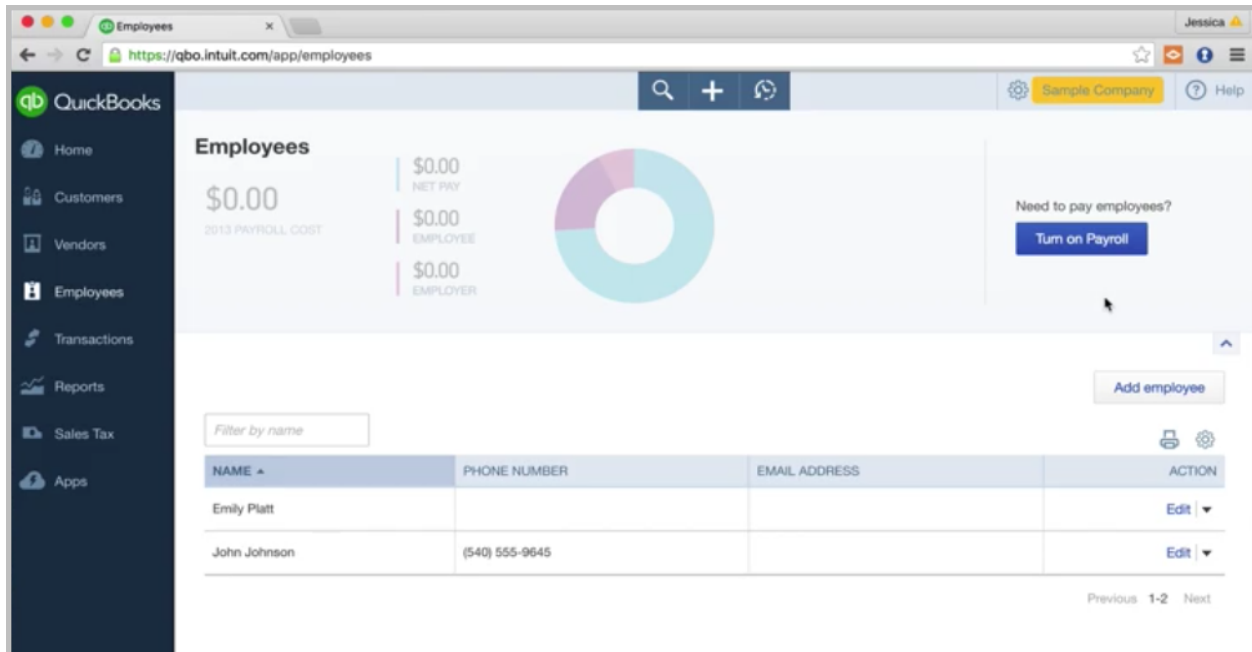 Employees
Jessica
https://qbo.intuit.com/app/employees
qb QuickBooks
Sample Company
Help
Home
Customers
Vendors
Employees
Transactions
Reports
Sales Tax
Apps
Employees
$0.00
2013 PAYROLL COST
$0.00
NET PAY
$0.00
EMPLOYEE
$0.00
EMPLOYER
Need to pay employees?
Turn on Payroll
Add employee
Filter by name
NAME PHONE NUMBER EMAIL ADDRESS ACTION
Emily Platt Edit
John Johnson (540) 555-9645 Edit
Previous 1-2 Next